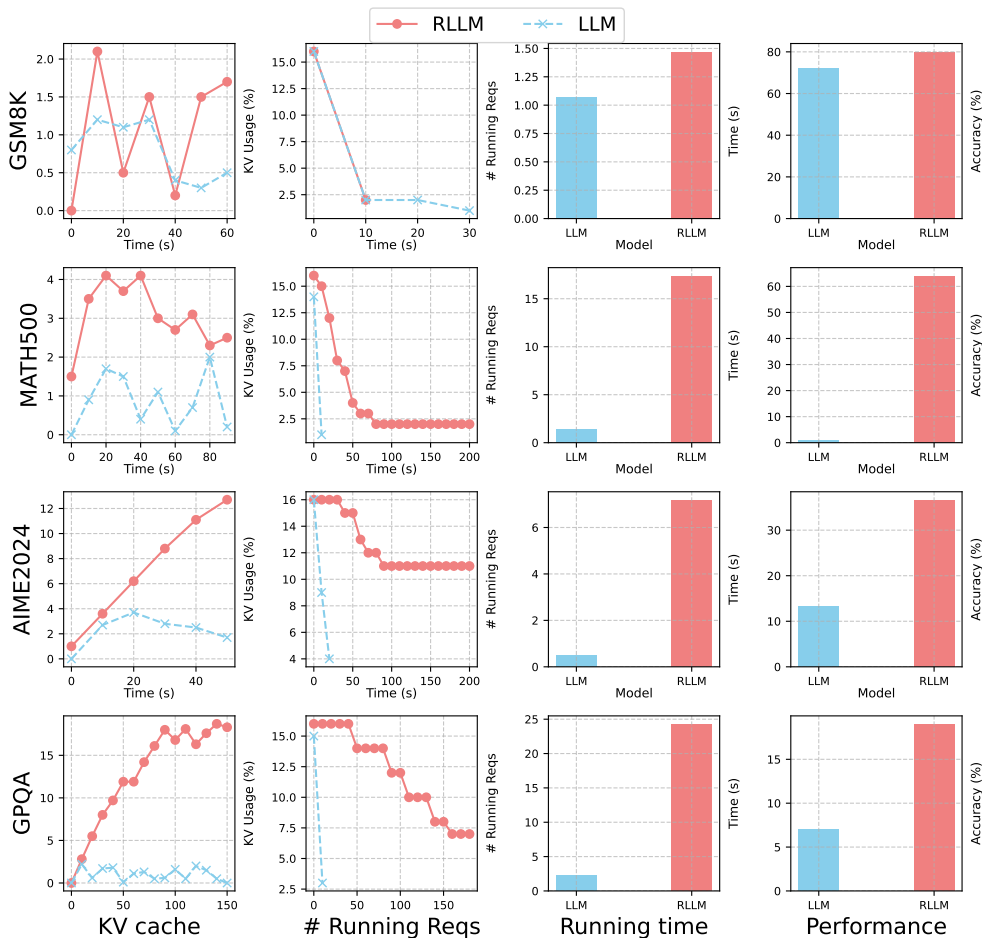 RLLM LLM
GSM8K
2.0
1.5
1.0
0.5
0.0
0 20 40 60
Time (s)
KV Usage (%)
15.0
12.5
10.0
7.5
5.0
2.5
0 10 20 30
Time (s)
# Running Reqs
1.50
1.25
1.00
0.75
0.50
0.25
0.00
LLM RLLM
Model
Time (s)
80
60
40
20
0
LLM RLLM
Accuracy (%)
MATH500
4
3
2
1
0
0 20 40 60 80
Time (s)
KV Usage (%)
15.0
12.5
10.0
7.5
5.0
2.5
0 50 100 150 200
Time (s)
# Running Reqs
15
10
5
0
LLM RLLM
Model
Time (s)
60
50
40
30
20
10
0
LLM RLLM
Accuracy (%)
AIME2024
12
10
8
6
4
2
0
0 20 40
Time (s)
KV Usage (%)
16
14
12
10
8
6
4
0 50 100 150 200
Time (s)
# Running Reqs
6
4
2
0
LLM RLLM
Model
Time (s)
30
20
10
0
LLM RLLM
Accuracy (%)
GPQA
15
10
5
0
0 50 100 150
KV Usage (%)
15.0
12.5
10.0
7.5
5.0
2.5
0 50 100 150
# Running Reqs
25
20
15
10
5
0
LLM RLLM
Time (s)
15
10
5
0
LLM RLLM
Accuracy (%)
KV cache # Running Reqs Running time Performance